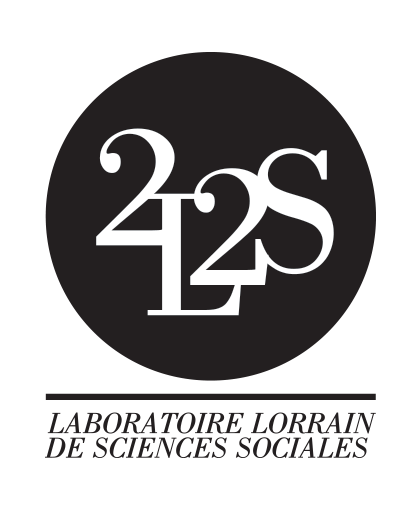 2L2S
LABORATOIRE LORRAIN
DE SCIENCES SOCIALES